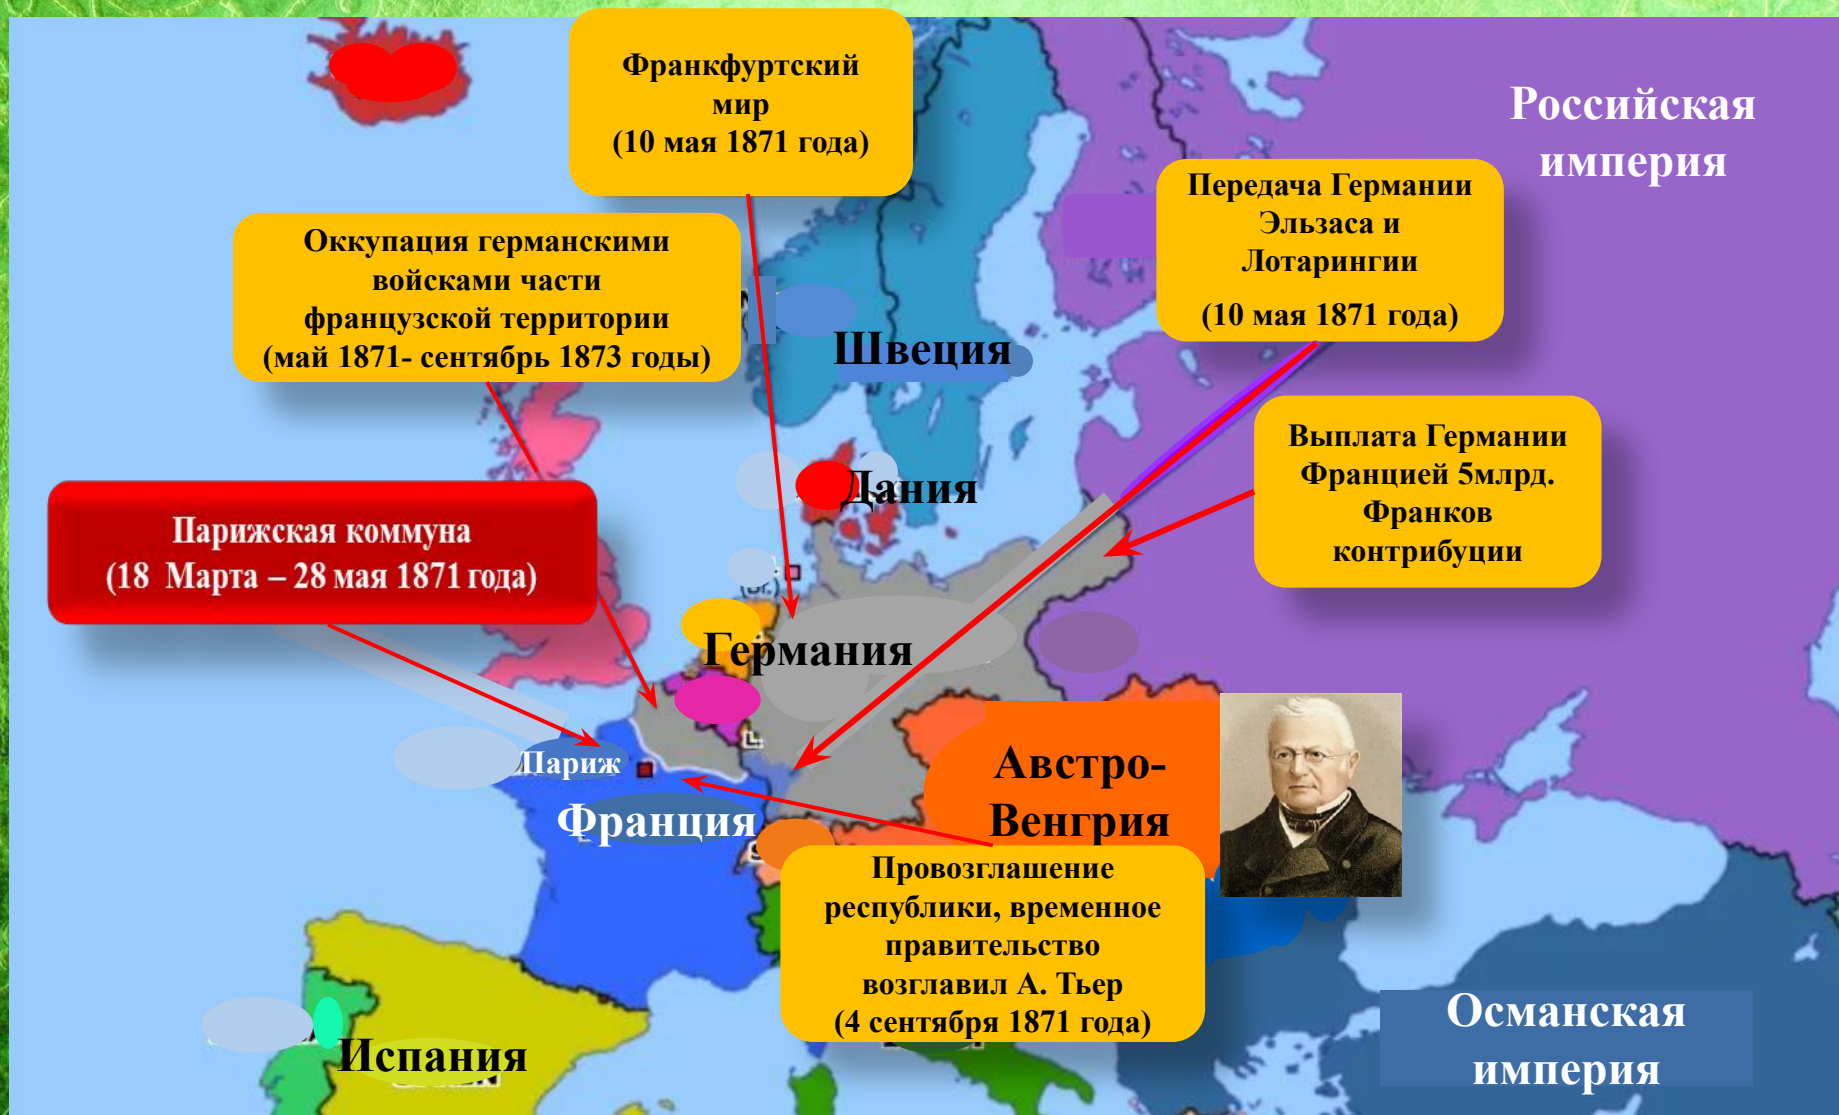 Франкфуртский
мир
(10 мая 1871 года)
Российская
империя
Передача Германии
Эльзаса и
Лотарингии
(10 мая 1871 года)
Оккупация германскими
войсками части
французской территории
(май 1871- сентябрь 1873 годы)
Швеция
Выплата Германии
Францией 5млрд.
Франков
контрибуции
Дания
Парижская коммуна
(18 Марта – 28 мая 1871 года)
Германия
L.
Париж
Франция
Австро-
Венгрия
Провозглашение
республики, временное
правительство
возглавил А. Тьер
(4 сентября 1871 года)
Испания
Османская
империя